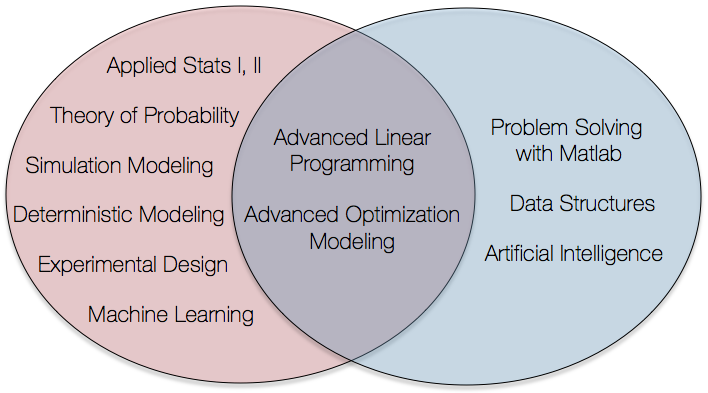 Applied Stats I, II
Theory of Probability
Simulation Modeling
Deterministic Modeling
Experimental Design
Machine Learning
Advanced Linear
Programming
Advanced Optimization
Modeling
Problem Solving
with Matlab
Data Structures
Artificial Intelligence